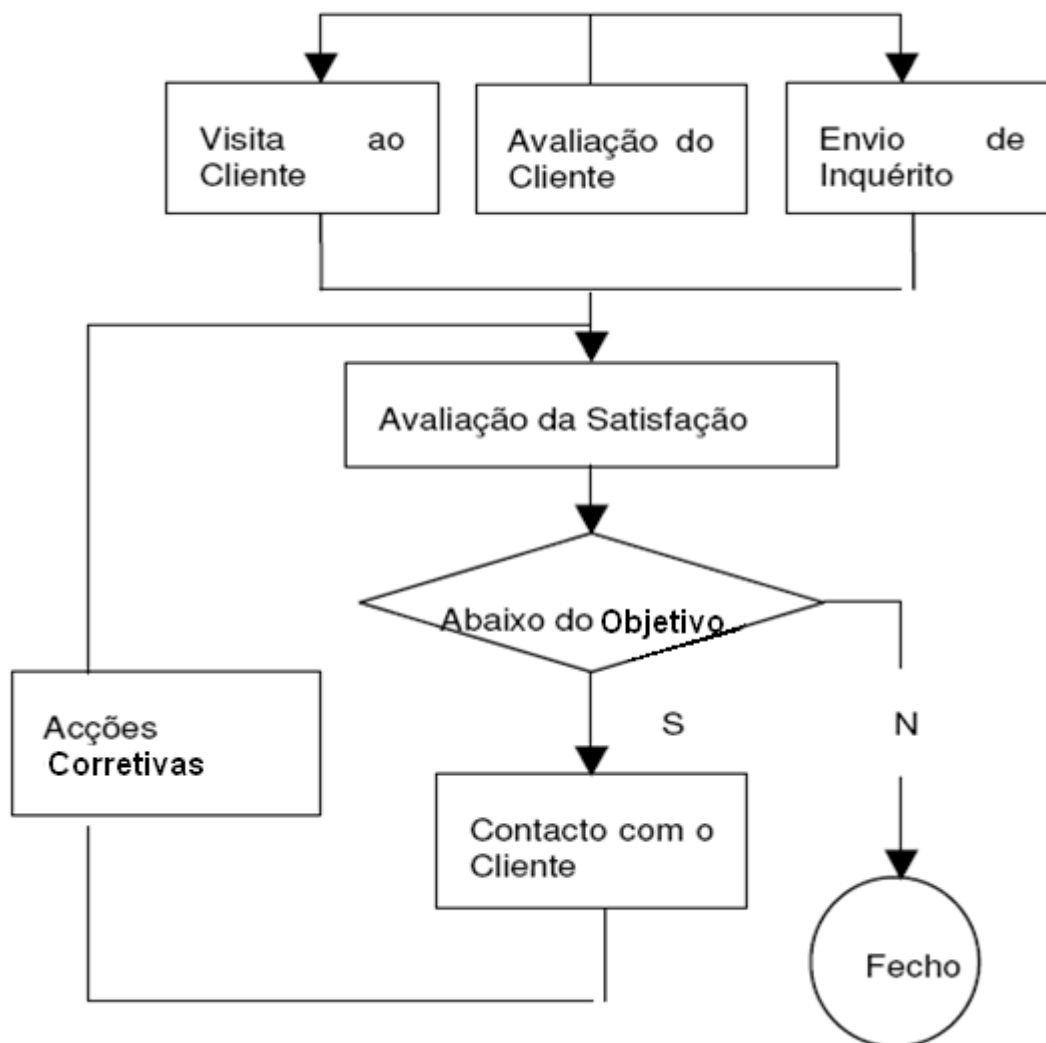 Visita ao
Cliente
Avaliação do
Cliente
Envio de
Inquérito
Avaliação da Satisfação
Abaixo do Objetivo
S
N
Acções
Corretivas
Contacto com o
Cliente
Fecho